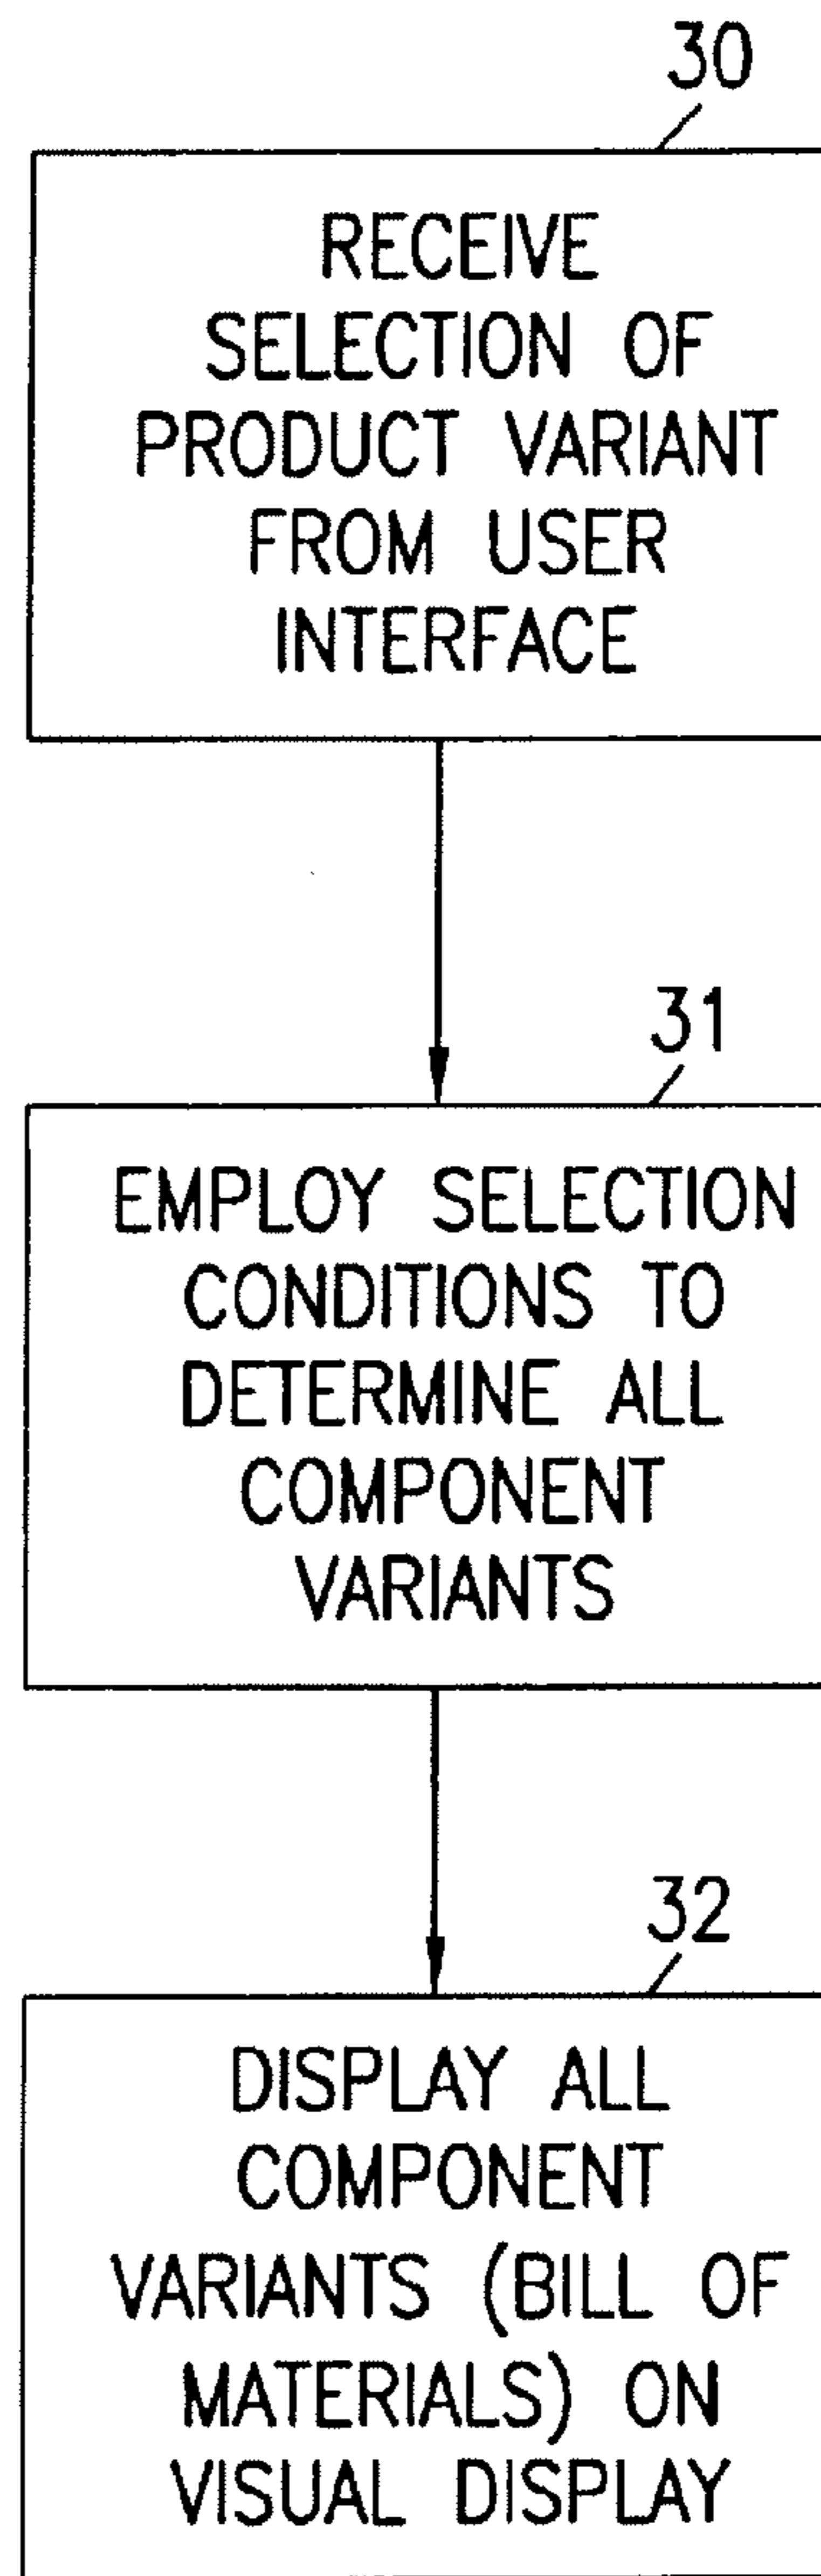 30
RECEIVE
SELECTION OF
PRODUCT VARIANT
FROM USER
INTERFACE
31
EMPLOY SELECTION
CONDITIONS TO
DETERMINE ALL
COMPONENT
VARIANTS
32
DISPLAY ALL
COMPONENT
VARIANTS (BILL OF
MATERIALS) ON
VISUAL DISPLAY